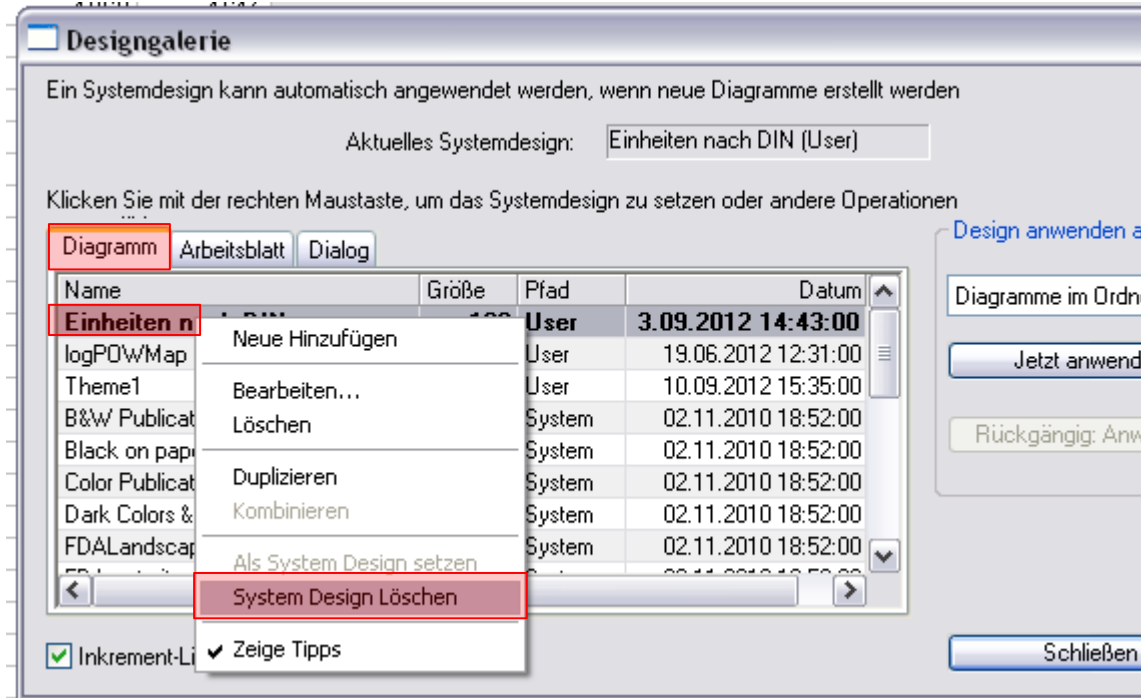 Designgalerie
Ein Systemdesign kann automatisch angewendet werden, wenn neue Diagramme erstellt werden
Aktuelles Systemdesign: Einheiten nach DIN (User)
Klicken Sie mit der rechten Maustaste, um das Systemdesign zu setzen oder andere Operationen
Design anwenden a
Diagramm Arbeitsblatt Dialog
Name Größe Pfad Datum
Diagramme im Ordn
Einheiten n User 3.09.2012 14:43:00
Neue Hinzufügen
logPOWMap User 19.06.2012 12:31:00
Jetzt anwend
Theme1 User 10.09.2012 15:35:00
Bearbeiten...
B&W Publicat System 02.11.2010 18:52:00
Löschen
Rückgängig: Anw
Black on pap System 02.11.2010 18:52:00
Color Publicat System 02.11.2010 18:52:00
Duplizieren
Dark Colors & System 02.11.2010 18:52:00
Kombinieren
FDALandscap System 02.11.2010 18:52:00
Als System Design setzen
System Design Löschen
Inkrement-Li
Zeige Tipps
Schließen